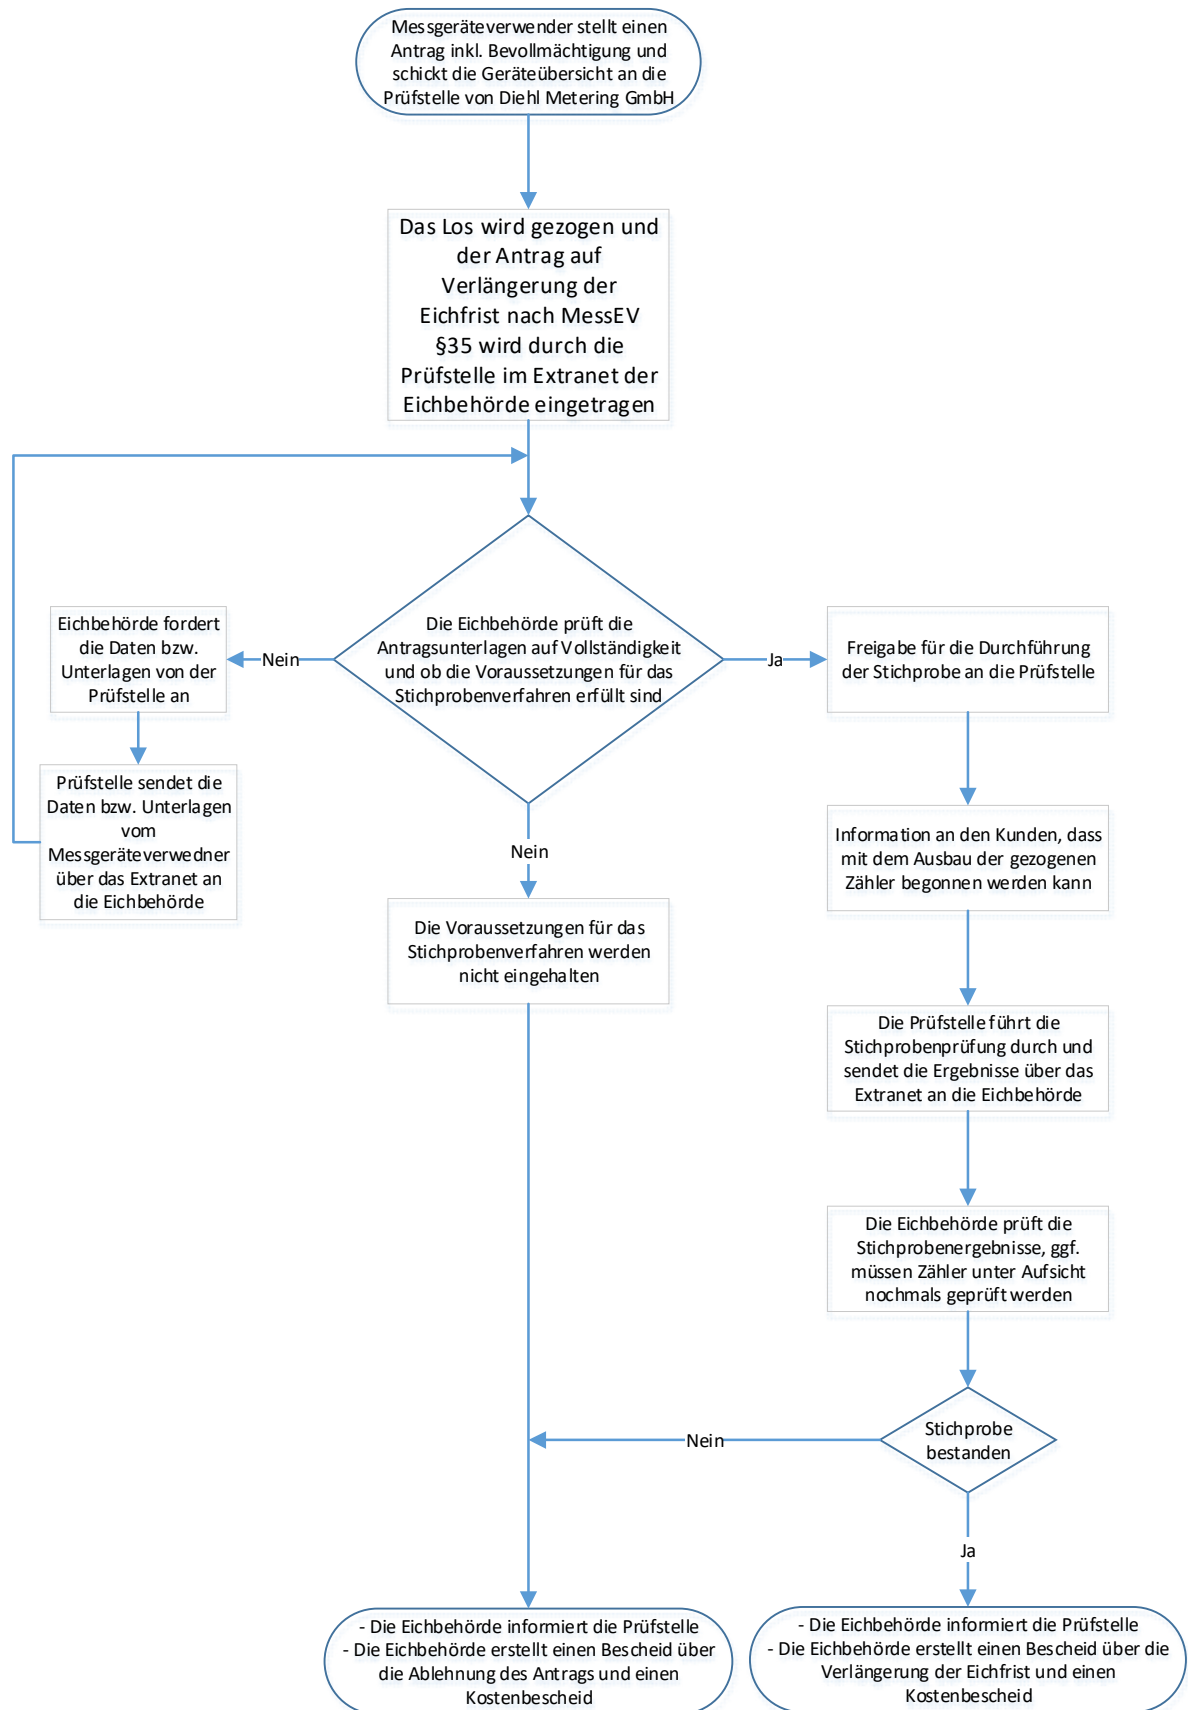 Messgeräteverwender stellt einen
Antrag inkl. Bevollmächtigung und
schickt die Geräteübersicht an die
Prüfstelle von Diehl Metering GmbH
Das Los wird gezogen und
der Antrag auf
Verlängerung der
Eichfrist nach MessEV
§35 wird durch die
Prüfstelle im Extranet der
Eichbehörde eingetragen
Die Eichbehörde prüft die
Antragsunterlagen auf Vollständigkeit
und ob die Voraussetzungen für das
Stichprobenverfahren erfüllt sind
Nein
Eichbehörde fordert
die Daten bzw.
Unterlagen von der
Prüfstelle an
Prüfstelle sendet die
Daten bzw. Unterlagen
vom
Messgeräteverwedner
über das Extranet an
die Eichbehörde
Nein
Die Voraussetzungen für das
Stichprobenverfahren werden
nicht eingehalten
Ja
Freigabe für die Durchführung
der Stichprobe an die Prüfstelle
Information an den Kunden, dass
mit dem Ausbau der gezogenen
Zähler begonnen werden kann
Die Prüfstelle führt die
Stichprobenprüfung durch und
sendet die Ergebnisse über das
Extranet an die Eichbehörde
Die Eichbehörde prüft die
Stichprobenergebnisse, ggf.
müssen Zähler unter Aufsicht
nochmals geprüft werden
Stichprobe
bestanden
Nein
Ja
- Die Eichbehörde informiert die Prüfstelle
- Die Eichbehörde erstellt einen Bescheid über
die Ablehnung des Antrags und einen
Kostenbescheid
- Die Eichbehörde informiert die Prüfstelle
- Die Eichbehörde erstellt einen Bescheid über die
Verlängerung der Eichfrist und einen
Kostenbescheid